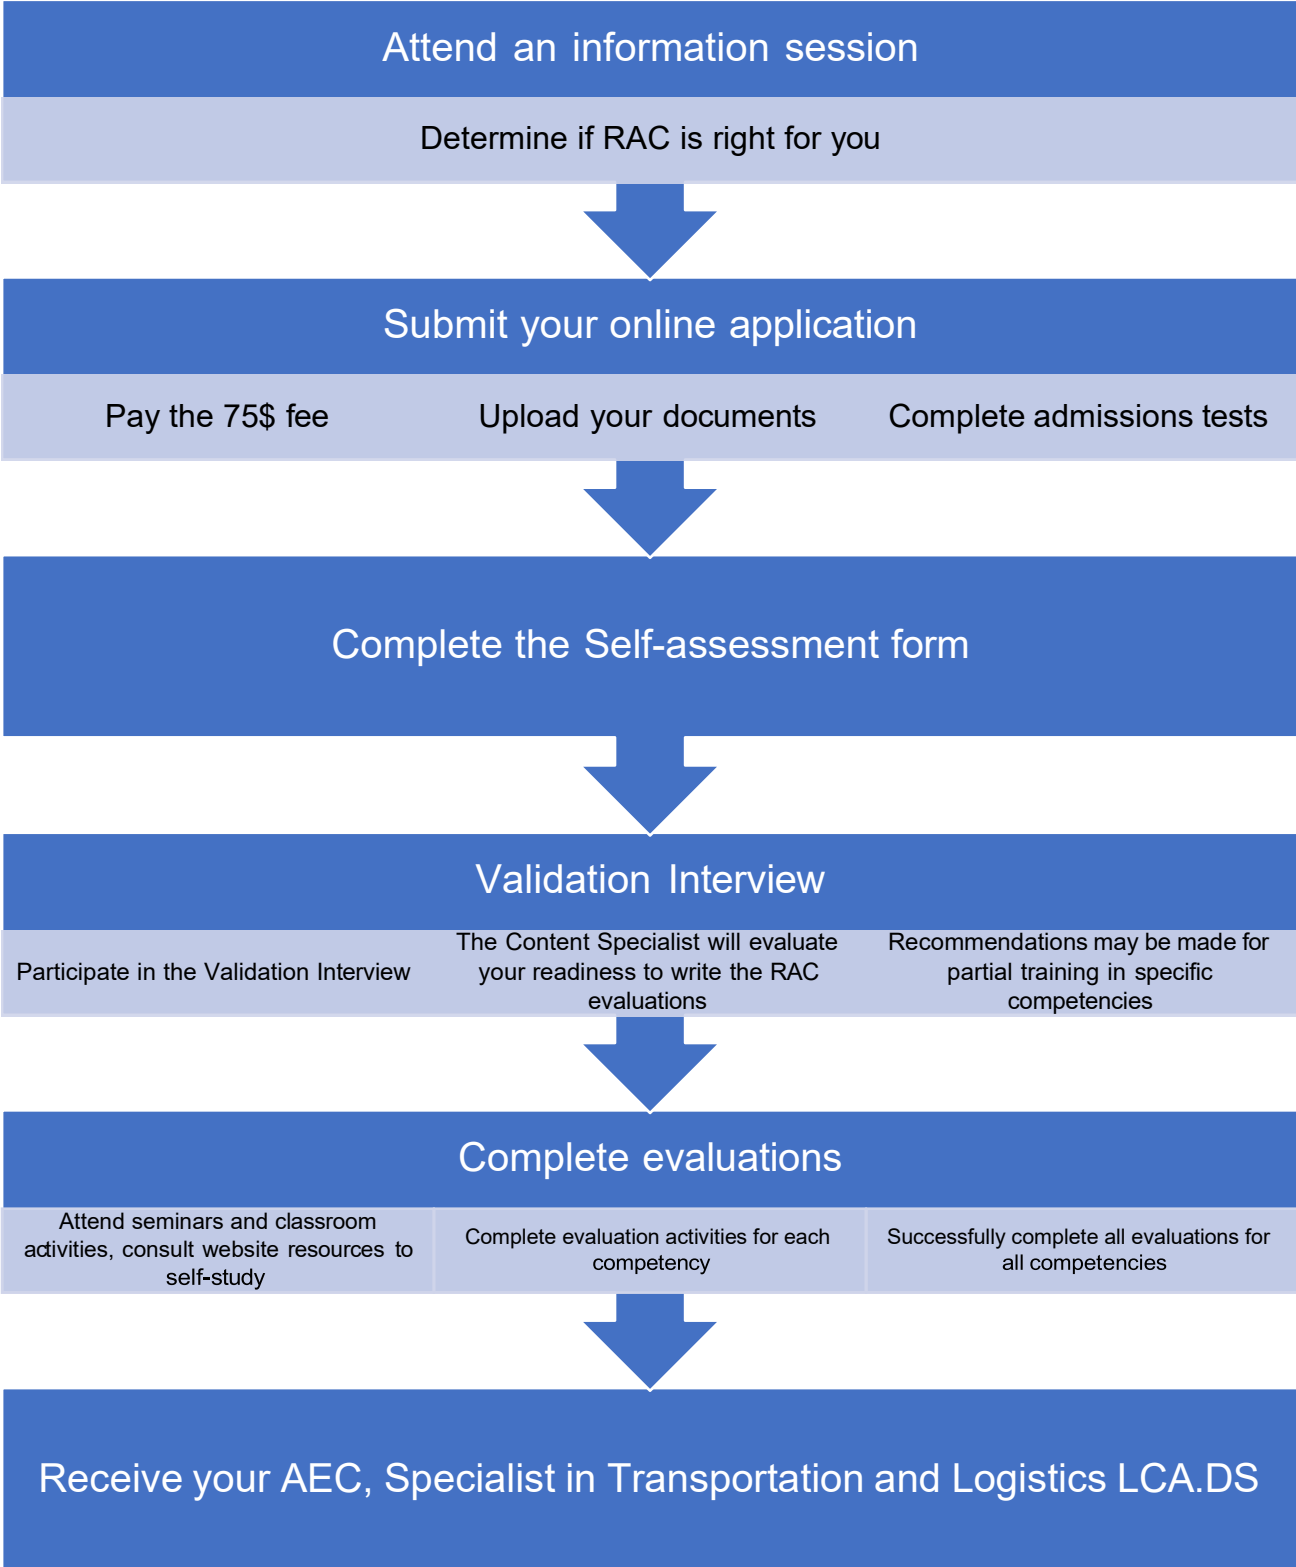 Attend an information session
Determine if RAC is right for you
Submit your online application
Pay the 75$ fee
Upload your documents
Complete admissions tests
Complete the Self-assessment form
Validation Interview
Participate in the Validation Interview
The Content Specialist will evaluate
your readiness to write the RAC
evaluations
Recommendations may be made for
partial training in specific
competencies
Complete evaluations
Attend seminars and classroom
activities, consult website resources to
self-study
Complete evaluation activities for each
competency
Successfully complete all evaluations for
all competencies
Receive your AEC, Specialist in Transportation and Logistics LCA.DS